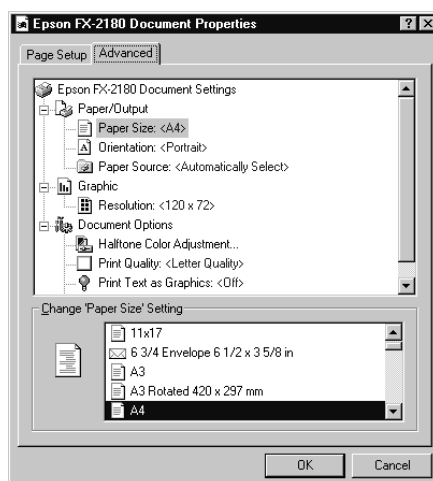 Epson FX-2180 Document Properties
Page Setup
Advanced
Epson FX-2180 Document Settings
Paper/Output
Paper Size: <A4>
Orientation: <Portrait>
Paper Source: <Automatically Select>
Graphic
Resolution: <120 x 72>
Document Options
Halftone Color Adjustment...
Print Quality: <Letter Quality>
Print Text as Graphics: <Off>
Change 'Paper Size' Setting
11x17
6 3/4 Envelope 6 1/2 x 3 5/8 in
A3
A3 Rotated 420 x 297 mm
A4
OK
Cancel